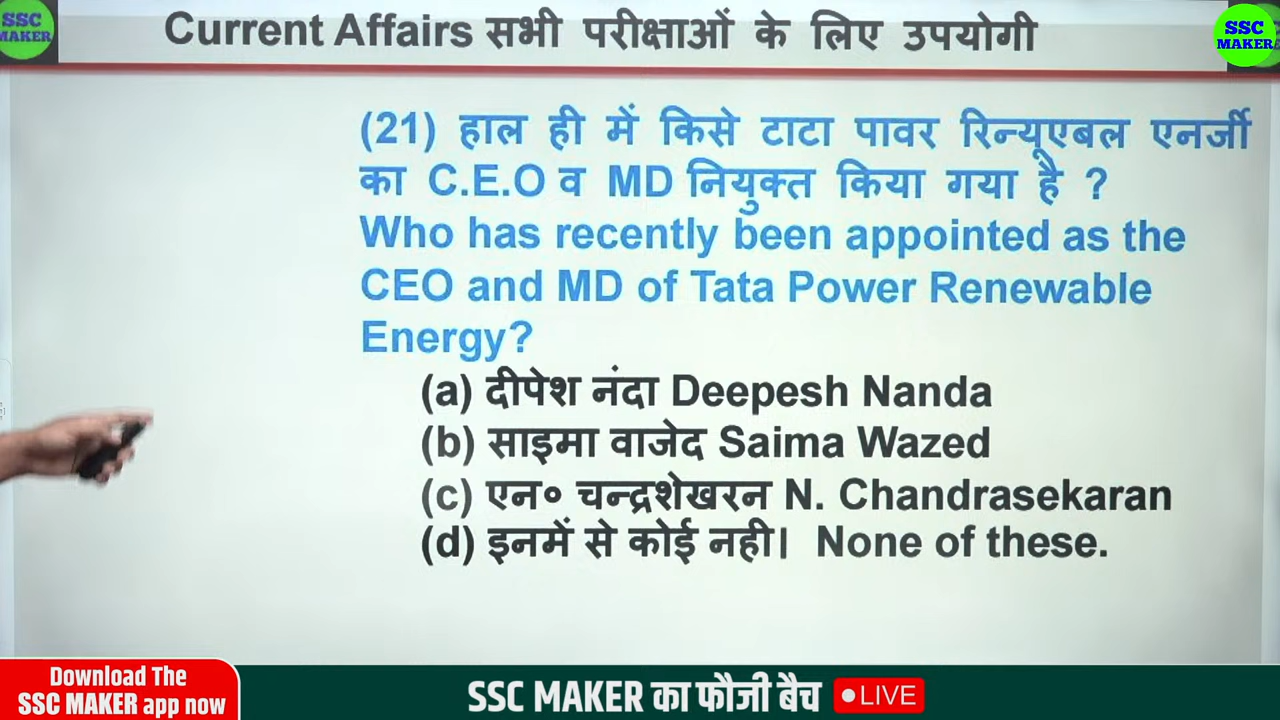 SSC
MAKER
Current Affairs सभी परीक्षाओं के लिए उपयोगी
SSC
MAKER
(21) हाल ही में किसे टाटा पावर रिन्यूएबल एनर्जी
का C.E.O व MD नियुक्त किया गया है ?
Who has recently been appointed as the
CEO and MD of Tata Power Renewable
Energy?
(a) दीपेश नंदा Deepesh Nanda
(b) साइमा वाजेद Saima Wazed
(c) एन० चन्द्रशेखरन N. Chandrasekaran
(d) इनमें से कोई नही। None of these.
Download The
SSC MAKER app now
SSC MAKER का फौजी बैच
LIVE